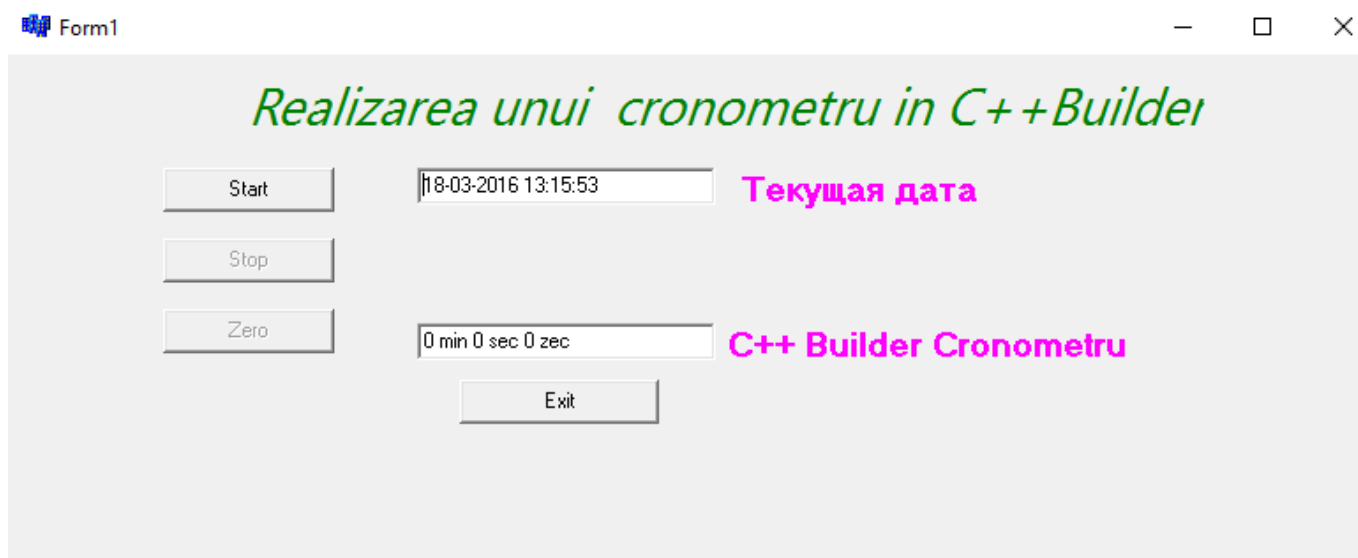 Form1
Realizarea unui cronometru in C++Builder
Start
18-03-2016 13:15:53
Текущая дата
Stop
Zero
0 min 0 sec 0 zec
C++ Builder Cronometru
Exit